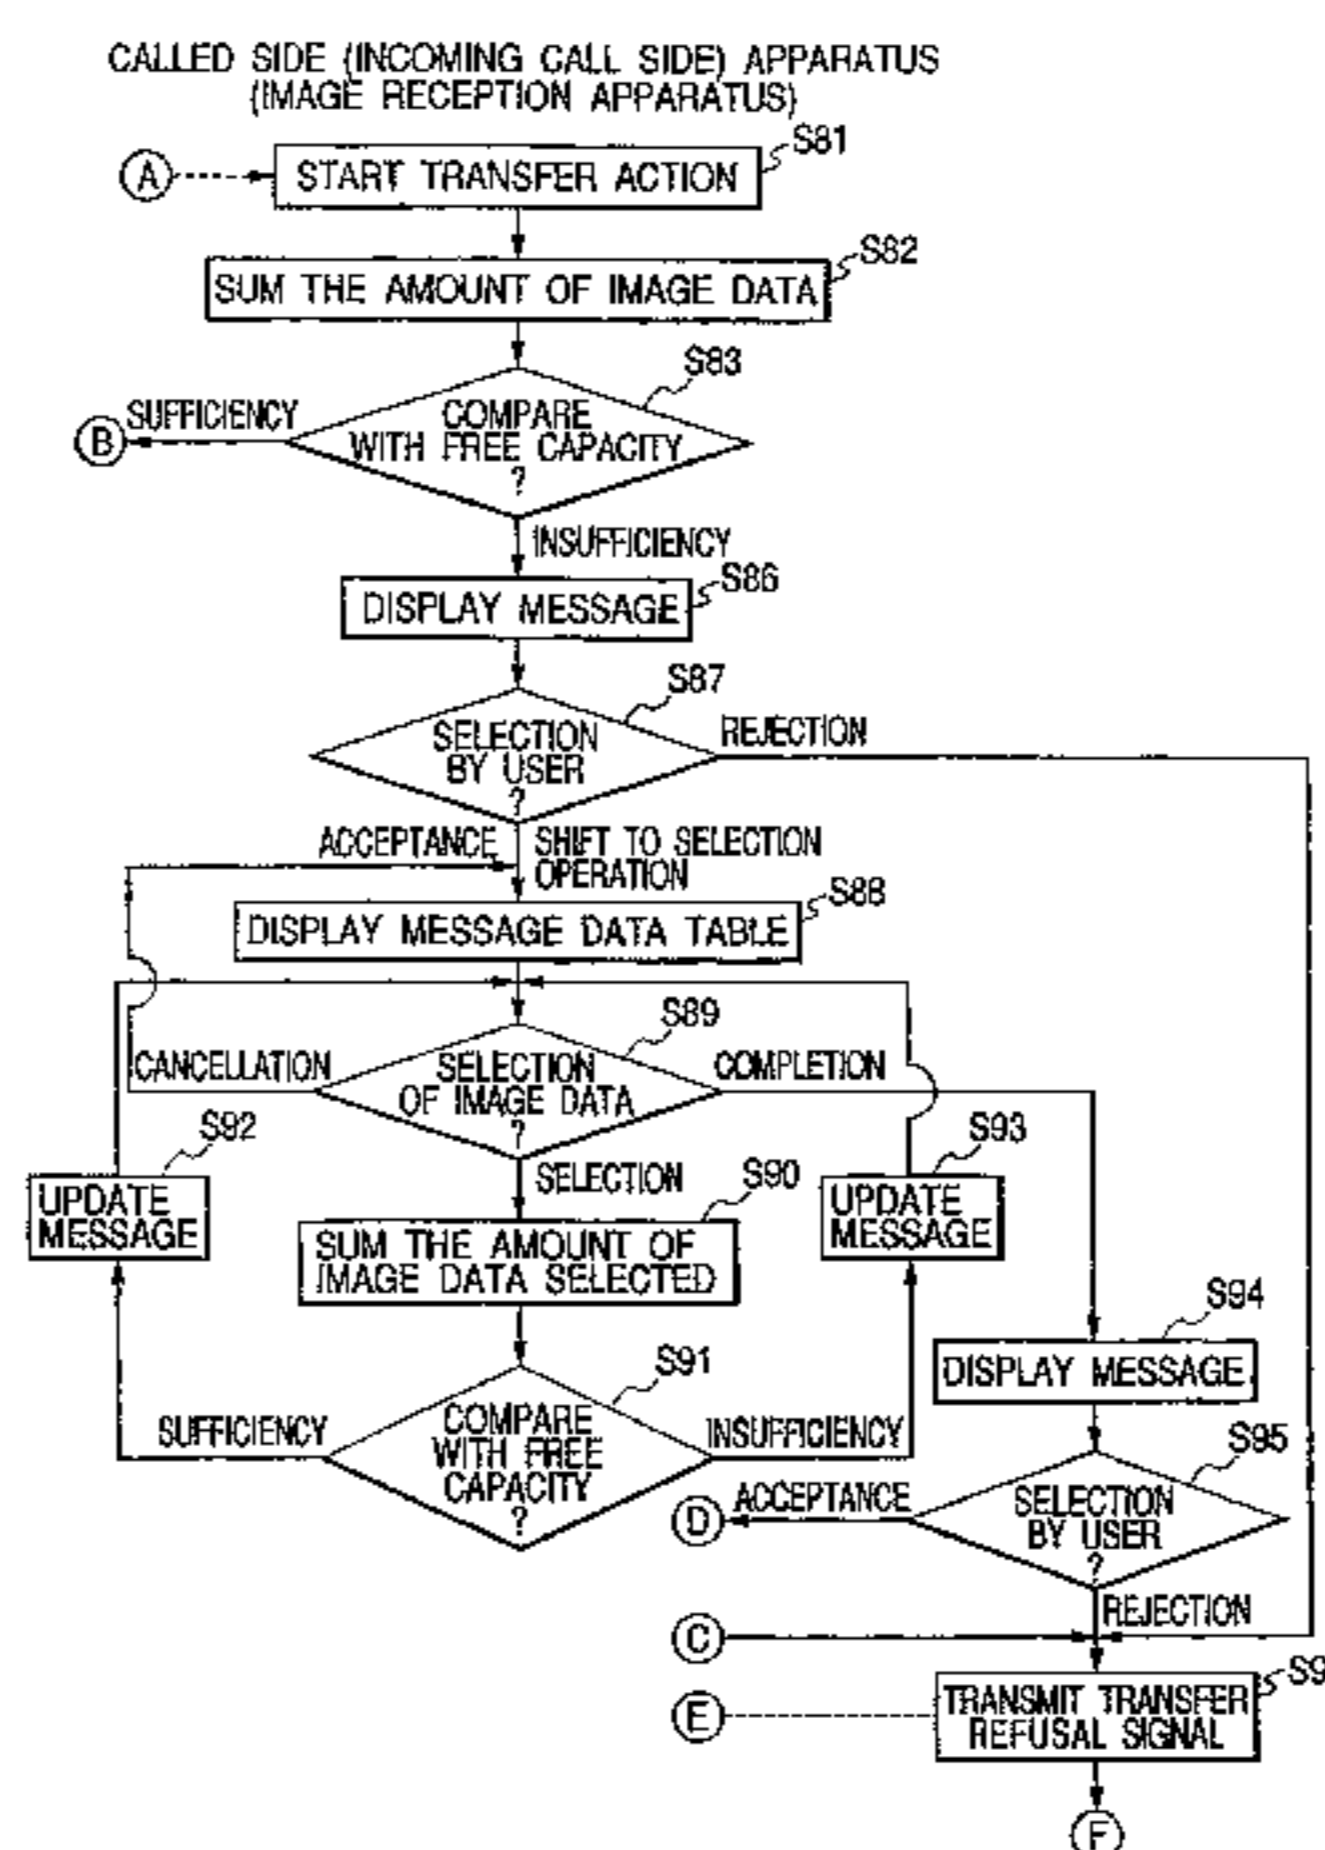 CALLED SIDE (INCOMING CALL SIDE) APPARATUS
(IMAGE RECEPTION APPARATUS)
S81
A
START TRANSFER ACTION
S82
SUM THE AMOUNT OF IMAGE DATA
S83
SUFFICIENCY
B
COMPARE
WITH FREE CAPACITY
?
INSUFFICIENCY
S86
DISPLAY MESSAGE
S87
REJECTION
SELECTION
BY USER
?
ACCEPTANCE
SHIFT TO SELECTION
OPERATION
S88
DISPLAY MESSAGE DATA TABLE
S89
CANCELLATION
SELECTION
OF IMAGE DATA
?
COMPLETION
S92
S93
SELECTION
S90
UPDATE
MESSAGE
SUM THE AMOUNT OF
IMAGE DATA SELECTED
UPDATE
MESSAGE
S94
DISPLAY MESSAGE
S91
SUFFICIENCY
COMPARE
WITH FREE
CAPACITY
?
INSUFFICIENCY
S95
D
ACCEPTANCE
SELECTION
BY USER
?
REJECTION
C
S9
E
TRANSMIT TRANSFER
REFUSAL SIGNAL
F